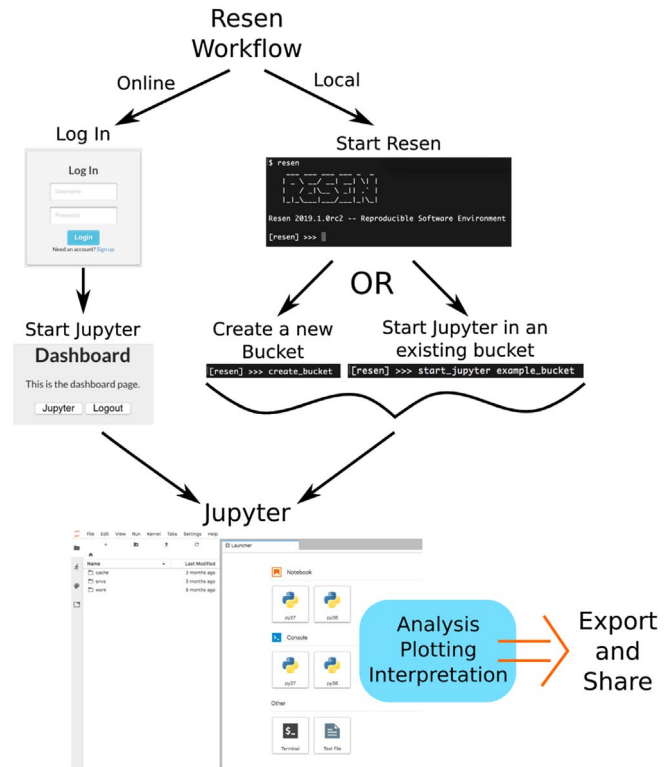 Resen
Workflow
Online
Local
Log In
Start Resen
Log In
Username
Password
Login
Need an account? Sign up
$ resen
Resen 2019.1.0rc2 -- Reproducible Software Environment
[resen] >>>
OR
Start Jupyter
Dashboard
This is the dashboard page.
Jupyter Logout
Create a new
Bucket
[resen] >>> create_bucket
Start Jupyter in an
existing bucket
[resen] >>> start_jupyter example_bucket
Jupyter
File Edit View Run Kernel Tabs Settings Help
Launcher
Name Last Modified
cache 3 months ago
envs 3 months ago
work 5 months ago
Notebook
py27 py36
Console
py27 py36
Other
$_
Terminal Text File
Analysis
Plotting
Interpretation
Export
and
Share